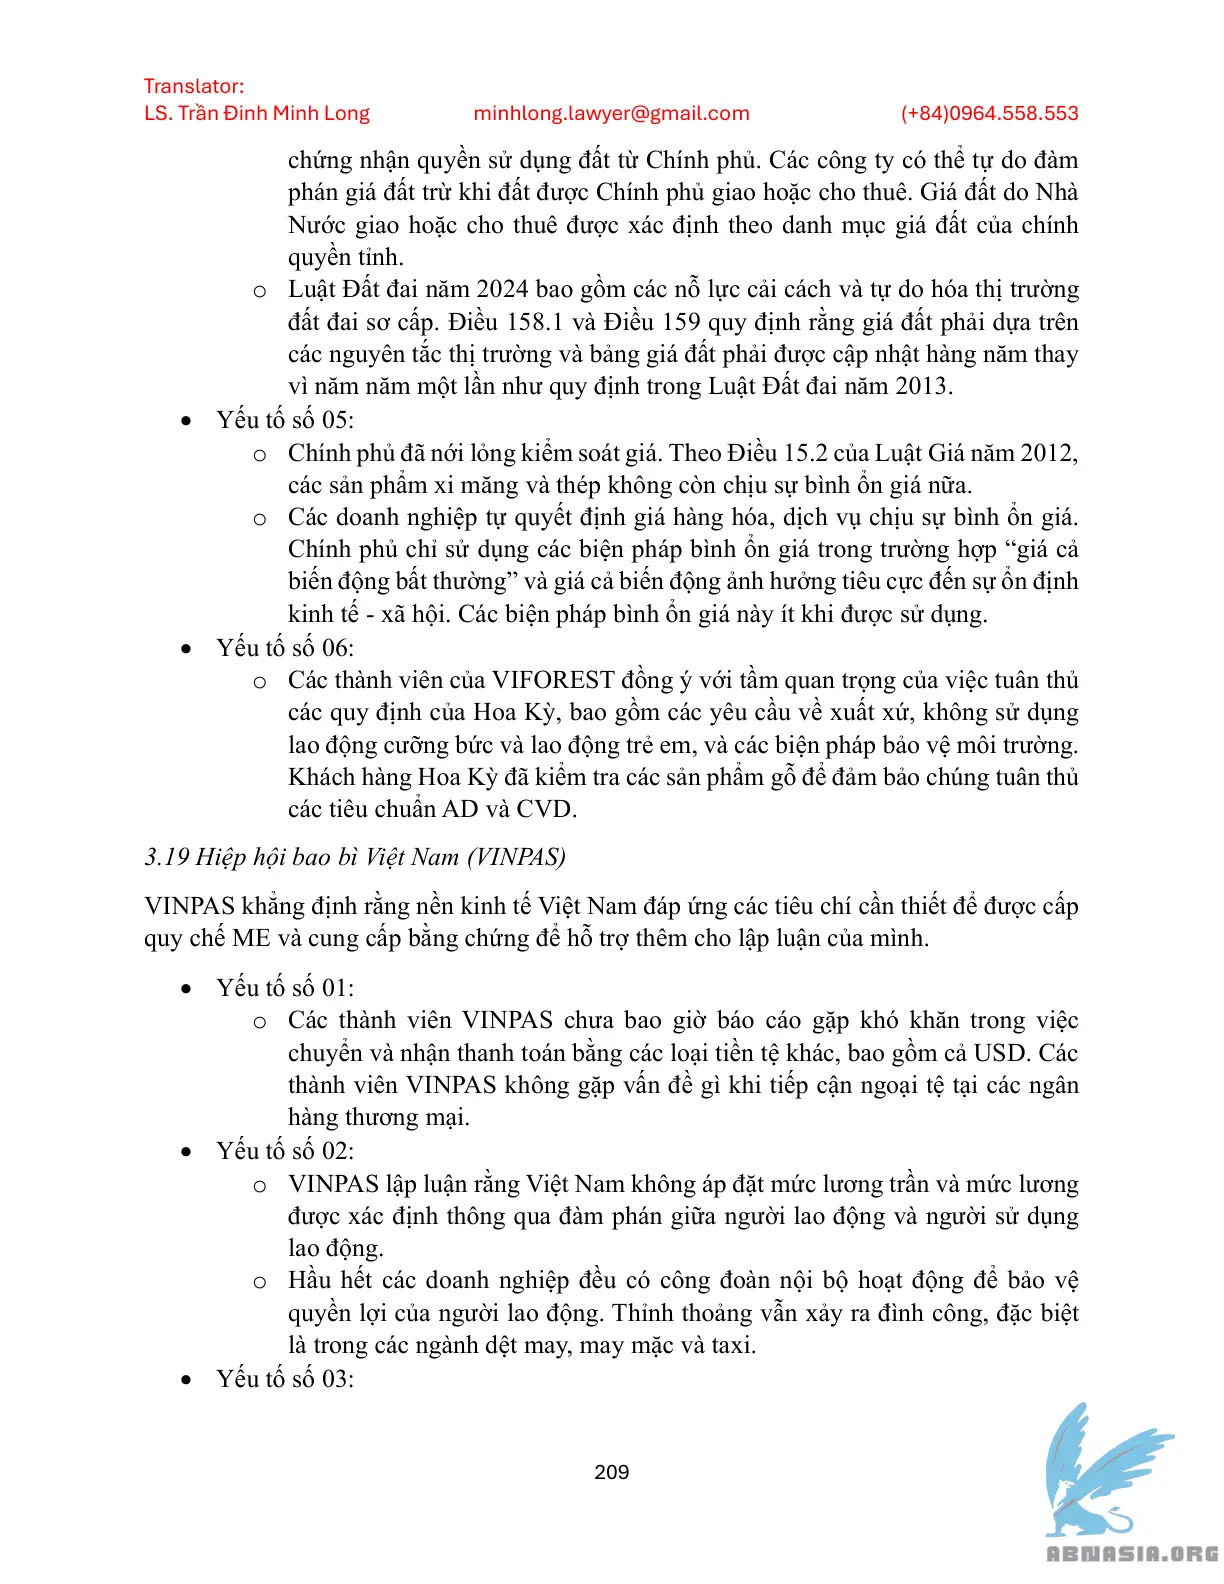 Translator:
LS. Trần Đinh Minh Long minhlong.lawyer@gmail.com (+84)0964.558.553
chứng nhận quyền sử dụng đất từ Chính phủ. Các công ty có thể tự do đàm
phán giá đất trừ khi đất được Chính phủ giao hoặc cho thuê. Giá đất do Nhà
Nước giao hoặc cho thuê được xác định theo danh mục giá đất của chính
quyền tỉnh.
o Luật Đất đai năm 2024 bao gồm các nỗ lực cải cách và tự do hóa thị trường
đất đai sơ cấp. Điều 158.1 và Điều 159 quy định rằng giá đất phải dựa trên
các nguyên tắc thị trường và bảng giá đất phải được cập nhật hàng năm thay
vì năm năm một lần như quy định trong Luật Đất đai năm 2013.
• Yếu tố số 05:
o Chính phủ đã nới lỏng kiểm soát giá. Theo Điều 15.2 của Luật Giá năm 2012,
các sản phẩm xi măng và thép không còn chịu sự bình ổn giá nữa.
o Các doanh nghiệp tự quyết định giá hàng hóa, dịch vụ chịu sự bình ổn giá.
Chính phủ chỉ sử dụng các biện pháp bình ổn giá trong trường hợp “giá cả
biến động bất thường” và giá cả biến động ảnh hưởng tiêu cực đến sự ổn định
kinh tế - xã hội. Các biện pháp bình ổn giá này ít khi được sử dụng.
• Yếu tố số 06:
o Các thành viên của VIFOREST đồng ý với tầm quan trọng của việc tuân thủ
các quy định của Hoa Kỳ, bao gồm các yêu cầu về xuất xứ, không sử dụng
lao động cưỡng bức và lao động trẻ em, và các biện pháp bảo vệ môi trường.
Khách hàng Hoa Kỳ đã kiểm tra các sản phẩm gỗ để đảm bảo chúng tuân thủ
các tiêu chuẩn AD và CVD.
3.19 Hiệp hội bao bì Việt Nam (VINPAS)
VINPAS khẳng định rằng nền kinh tế Việt Nam đáp ứng các tiêu chí cần thiết để được cấp
quy chế ME và cung cấp bằng chứng để hỗ trợ thêm cho lập luận của mình.
• Yếu tố số 01:
o Các thành viên VINPAS chưa bao giờ báo cáo gặp khó khăn trong việc
chuyển và nhận thanh toán bằng các loại tiền tệ khác, bao gồm cả USD. Các
thành viên VINPAS không gặp vấn đề gì khi tiếp cận ngoại tệ tại các ngân
hàng thương mại.
• Yếu tố số 02:
o VINPAS lập luận rằng Việt Nam không áp đặt mức lương trần và mức lương
được xác định thông qua đàm phán giữa người lao động và người sử dụng
lao động.
o Hầu hết các doanh nghiệp đều có công đoàn nội bộ hoạt động để bảo vệ
quyền lợi của người lao động. Thỉnh thoảng vẫn xảy ra đình công, đặc biệt
là trong các ngành dệt may, may mặc và taxi.
• Yếu tố số 03:
209
ABNASIA.ORG